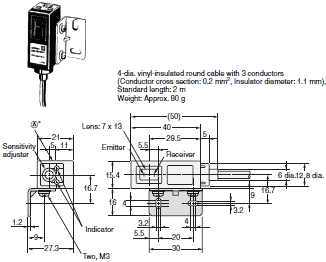 4-dia. vinyl-insulated round cable with 3 conductors
(Conductor cross section: 0.2 mm², Insulator diameter: 1.1 mm),
Standard length: 2 m
Weight: Approx. 80 g
(50)
40
29.5
5
Lens: 7 x 13
5.5
Emitter
Receiver
Ⓐ*
21
5
11
Sensitivity
adjuster
15.4
16.7
16
4
6 dia.
12.8 dia.
9
16.7
3.2
1.2
Indicator
9
27.3
Two, M3
3.2
4
5.5
20
30